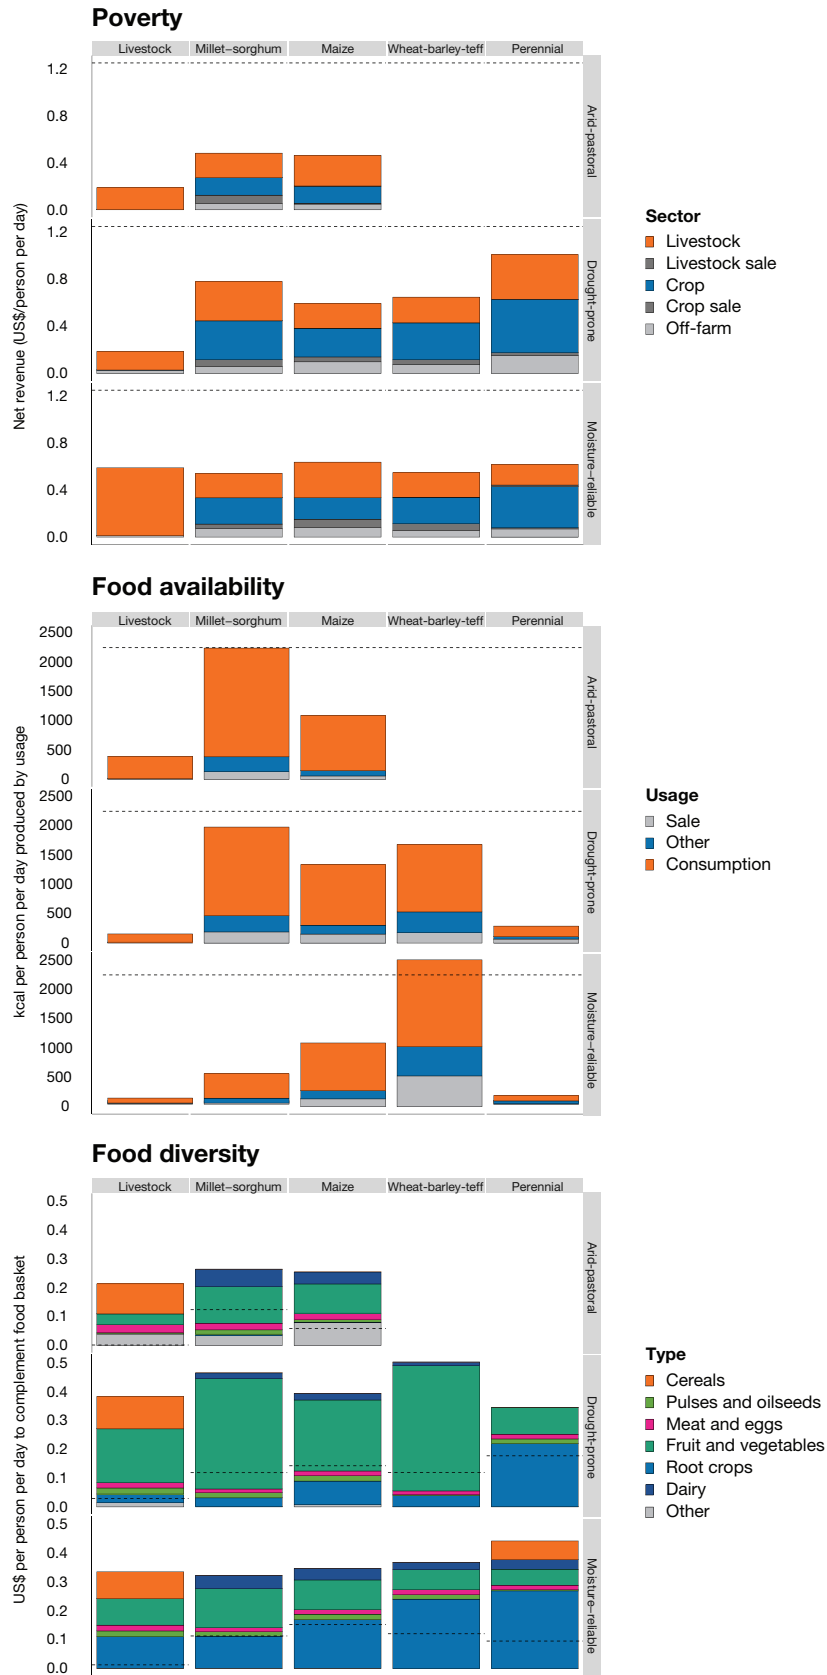 Poverty
Livestock Millet–sorghum Maize Wheat-barley-teff Perennial
1.2
0.8
0.4
0.0
Arid-pastoral
1.2
0.8
0.4
0.0
Drought-prone
1.2
0.8
0.4
0.0
Moisture–reliable
Net revenue (US$/person per day)
Sector
Livestock
Livestock sale
Crop
Crop sale
Off-farm
Food availability
Livestock Millet–sorghum Maize Wheat-barley-teff Perennial
2500
2000
1500
1000
500
0
Arid-pastoral
2500
2000
1500
1000
500
0
Drought-prone
2500
2000
1500
1000
500
0
Moisture–reliable
kcal per person per day produced by usage
Usage
Sale
Other
Consumption
Food diversity
Livestock Millet–sorghum Maize Wheat-barley-teff Perennial
0.5
0.4
0.3
0.2
0.1
0.0
Arid-pastoral
0.5
0.4
0.3
0.2
0.1
0.0
Drought-prone
0.5
0.4
0.3
0.2
0.1
0.0
Moisture–reliable
US$ per person per day to complement food basket
Type
Cereals
Pulses and oilseeds
Meat and eggs
Fruit and vegetables
Root crops
Dairy
Other